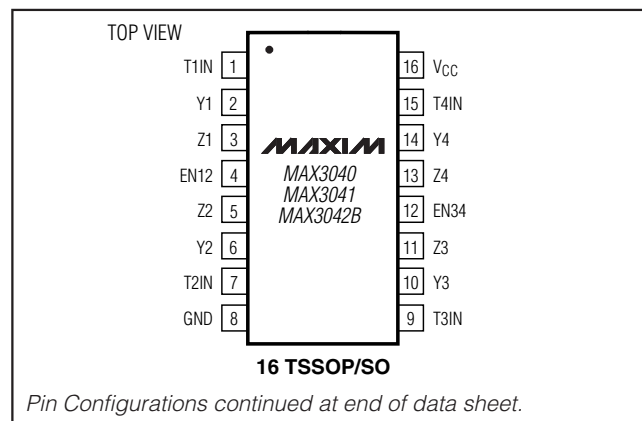 TOP VIEW
T1IN 1
Y1 2
Z1 3
EN12 4
Z2 5
Y2 6
T2IN 7
GND 8
MAXIM
MAX3040
MAX3041
MAX3042B
16 VCC
15 T4IN
14 Y4
13 Z4
12 EN34
11 Z3
10 Y3
9 T3IN
16 TSSOP/SO
Pin Configurations continued at end of data sheet.